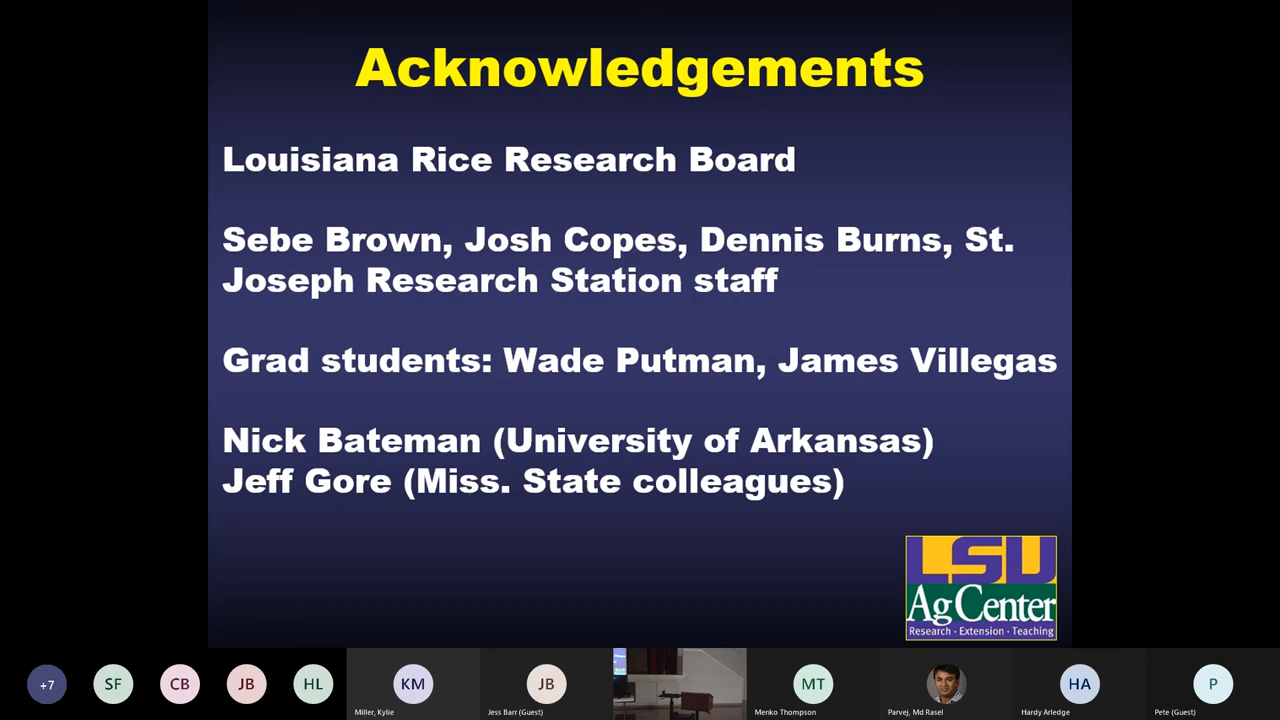 Acknowledgements
Louisiana Rice Research Board
Sebe Brown, Josh Copes, Dennis Burns, St.
Joseph Research Station staff
Grad students: Wade Putman, James Villegas
Nick Bateman (University of Arkansas)
Jeff Gore (Miss. State colleagues)
LSU
AgCenter
Research · Extension · Teaching
+7
SF
CB
JB
HL
KM
Miller, Kylie
JB
Jess Barr (Guest)
MT
Menko Thompson
Parvej, Md Rasel
HA
Hardy Arledge
P
Pete (Guest)